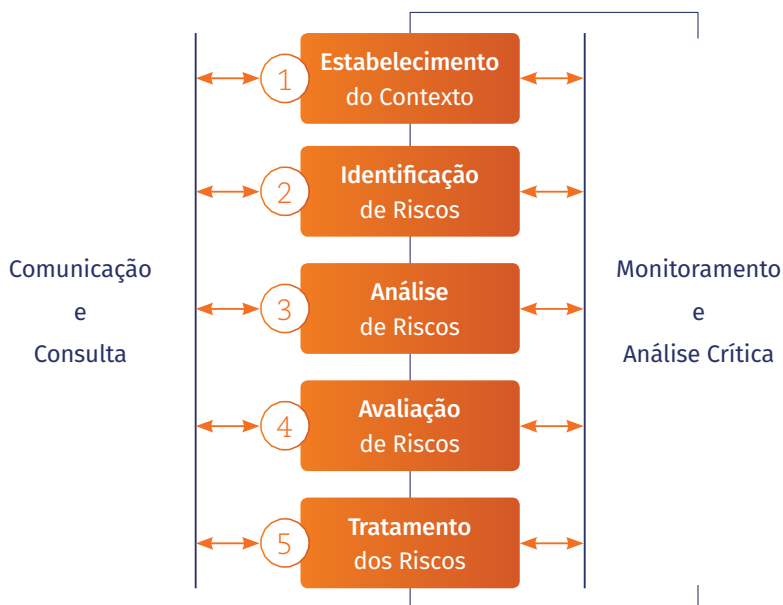 1
Estabelecimento
do Contexto
2
Identificação
de Riscos
3
Análise
de Riscos
4
Avaliação
de Riscos
5
Tratamento
dos Riscos
Comunicação
e
Consulta
Monitoramento
e
Análise Crítica